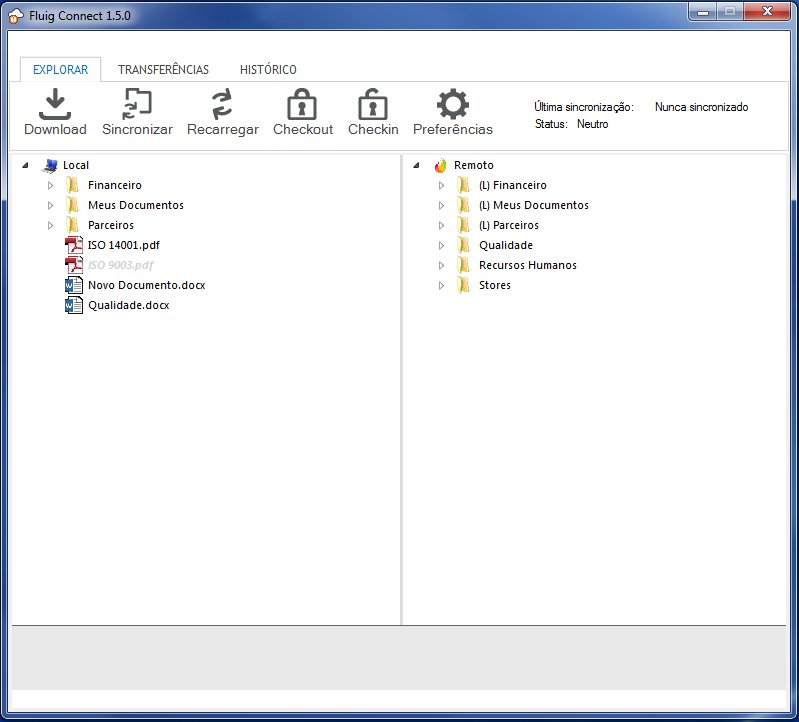 Fluig Connect 1.5.0
EXPLORAR TRANSFERÊNCIAS HISTÓRICO
Download Sincronizar Recarregar Checkout Checkin Preferências
Última sincronização: Nunca sincronizado
Status: Neutro
Local
Financeiro
Meus Documentos
Parceiros
ISO 14001.pdf
ISO 9003.pdf
Novo Documento.docx
Qualidade.docx
Remoto
(L) Financeiro
(L) Meus Documentos
(L) Parceiros
Qualidade
Recursos Humanos
Stores